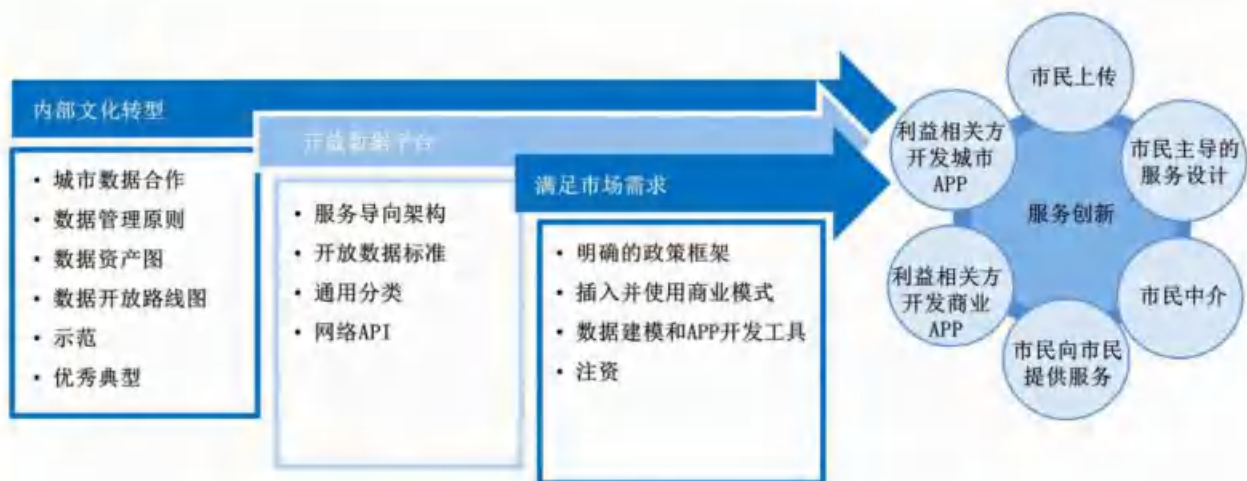 内部文化转型
• 城市数据合作
• 数据管理原则
• 数据资产图
• 数据开放路线图
• 示范
• 优秀典型
开放数据平台
• 服务导向架构
• 开放数据标准
• 通用分类
• 网络API
满足市场需求
• 明确的政策框架
• 插入并使用商业模式
• 数据建模和APP开发工具
• 注资
市民上传
市民主导的
服务设计
市民中介
市民向市民
提供服务
利益相关方
开发商业
APP
利益相关方
开发城市
APP
服务创新